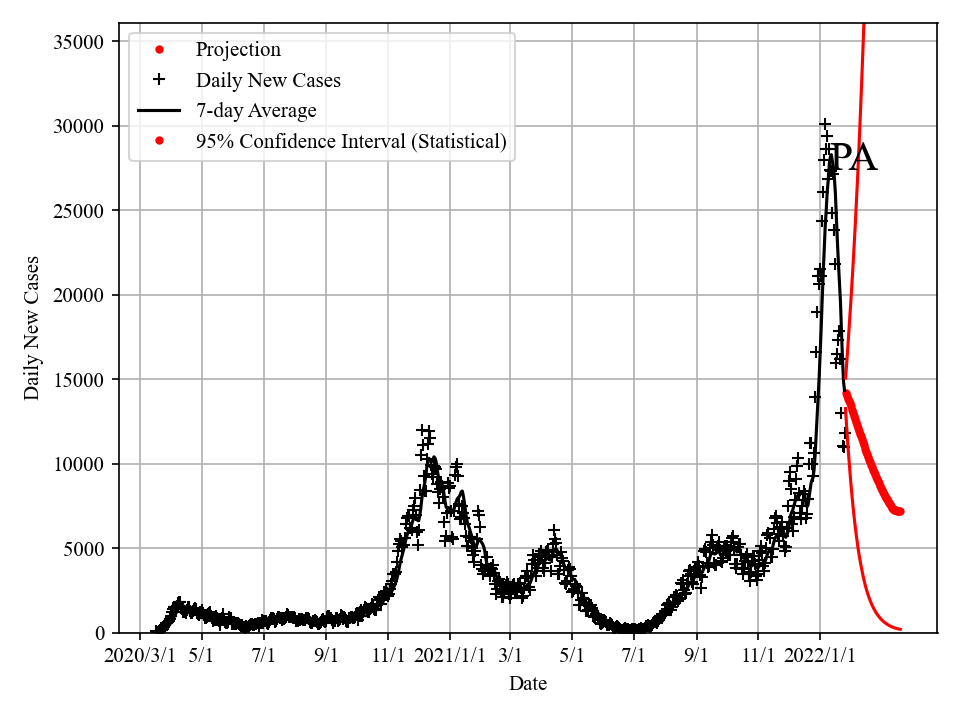 35000
30000
25000
20000
15000
10000
5000
0
Daily New Cases
Projection
Daily New Cases
7-day Average
95% Confidence Interval (Statistical)
PA
2020/3/1 5/1 7/1 9/1 11/1 2021/1/1 3/1 5/1 7/1 9/1 11/1 2022/1/1
Date